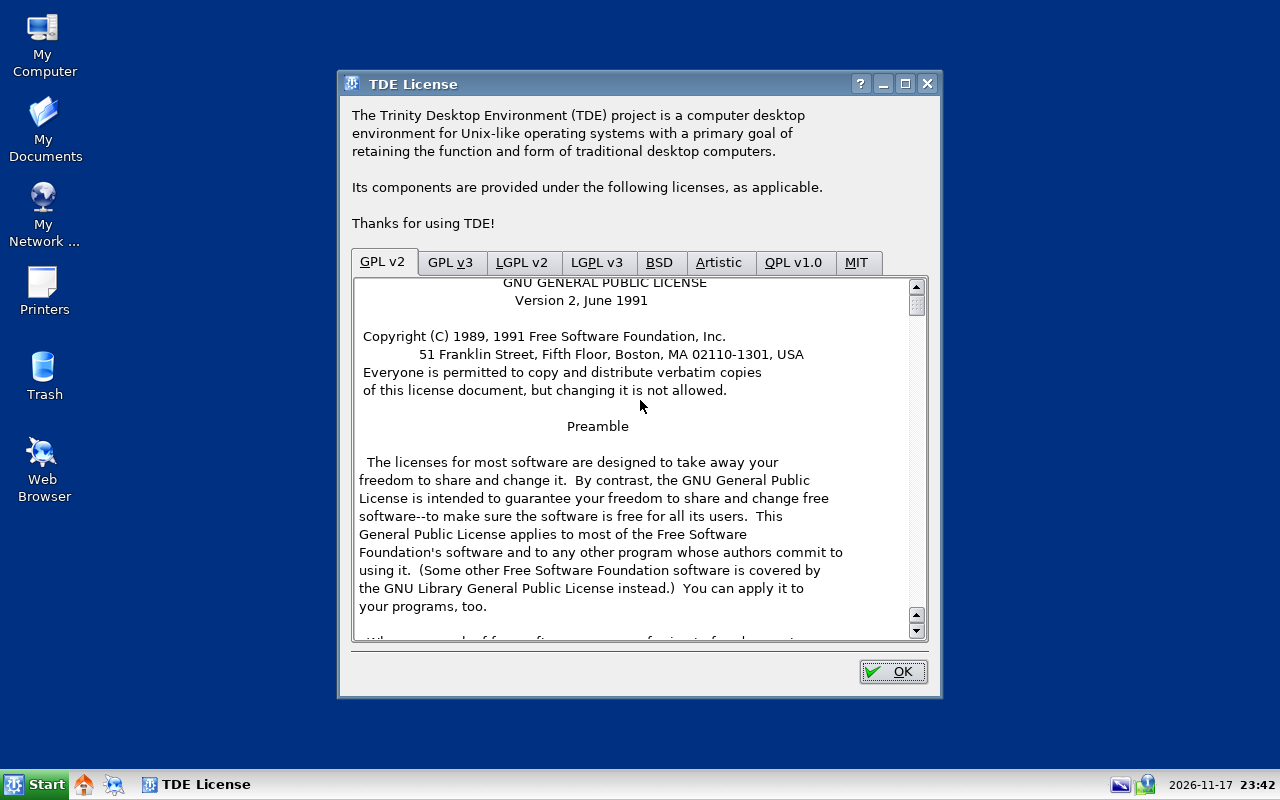 My
Computer
My
Documents
My
Network ...
Printers
Trash
Web
Browser
TDE License
The Trinity Desktop Environment (TDE) project is a computer desktop
environment for Unix-like operating systems with a primary goal of
retaining the function and form of traditional desktop computers.
Its components are provided under the following licenses, as applicable.
Thanks for using TDE!
GPL v2 GPL v3 LGPL v2 LGPL v3 BSD Artistic QPL v1.0 MIT
GNU GENERAL PUBLIC LICENSE
Version 2, June 1991
Copyright (C) 1989, 1991 Free Software Foundation, Inc.
51 Franklin Street, Fifth Floor, Boston, MA 02110-1301, USA
Everyone is permitted to copy and distribute verbatim copies
of this license document, but changing it is not allowed.
Preamble
The licenses for most software are designed to take away your
freedom to share and change it.  By contrast, the GNU General Public
License is intended to guarantee your freedom to share and change free
software--to make sure the software is free for all its users.  This
General Public License applies to most of the Free Software
Foundation's software and to any other program whose authors commit to
using it.  (Some other Free Software Foundation software is covered by
the GNU Library General Public License instead.)  You can apply it to
your programs, too.
OK
Start
TDE License
2026-11-17 23:42